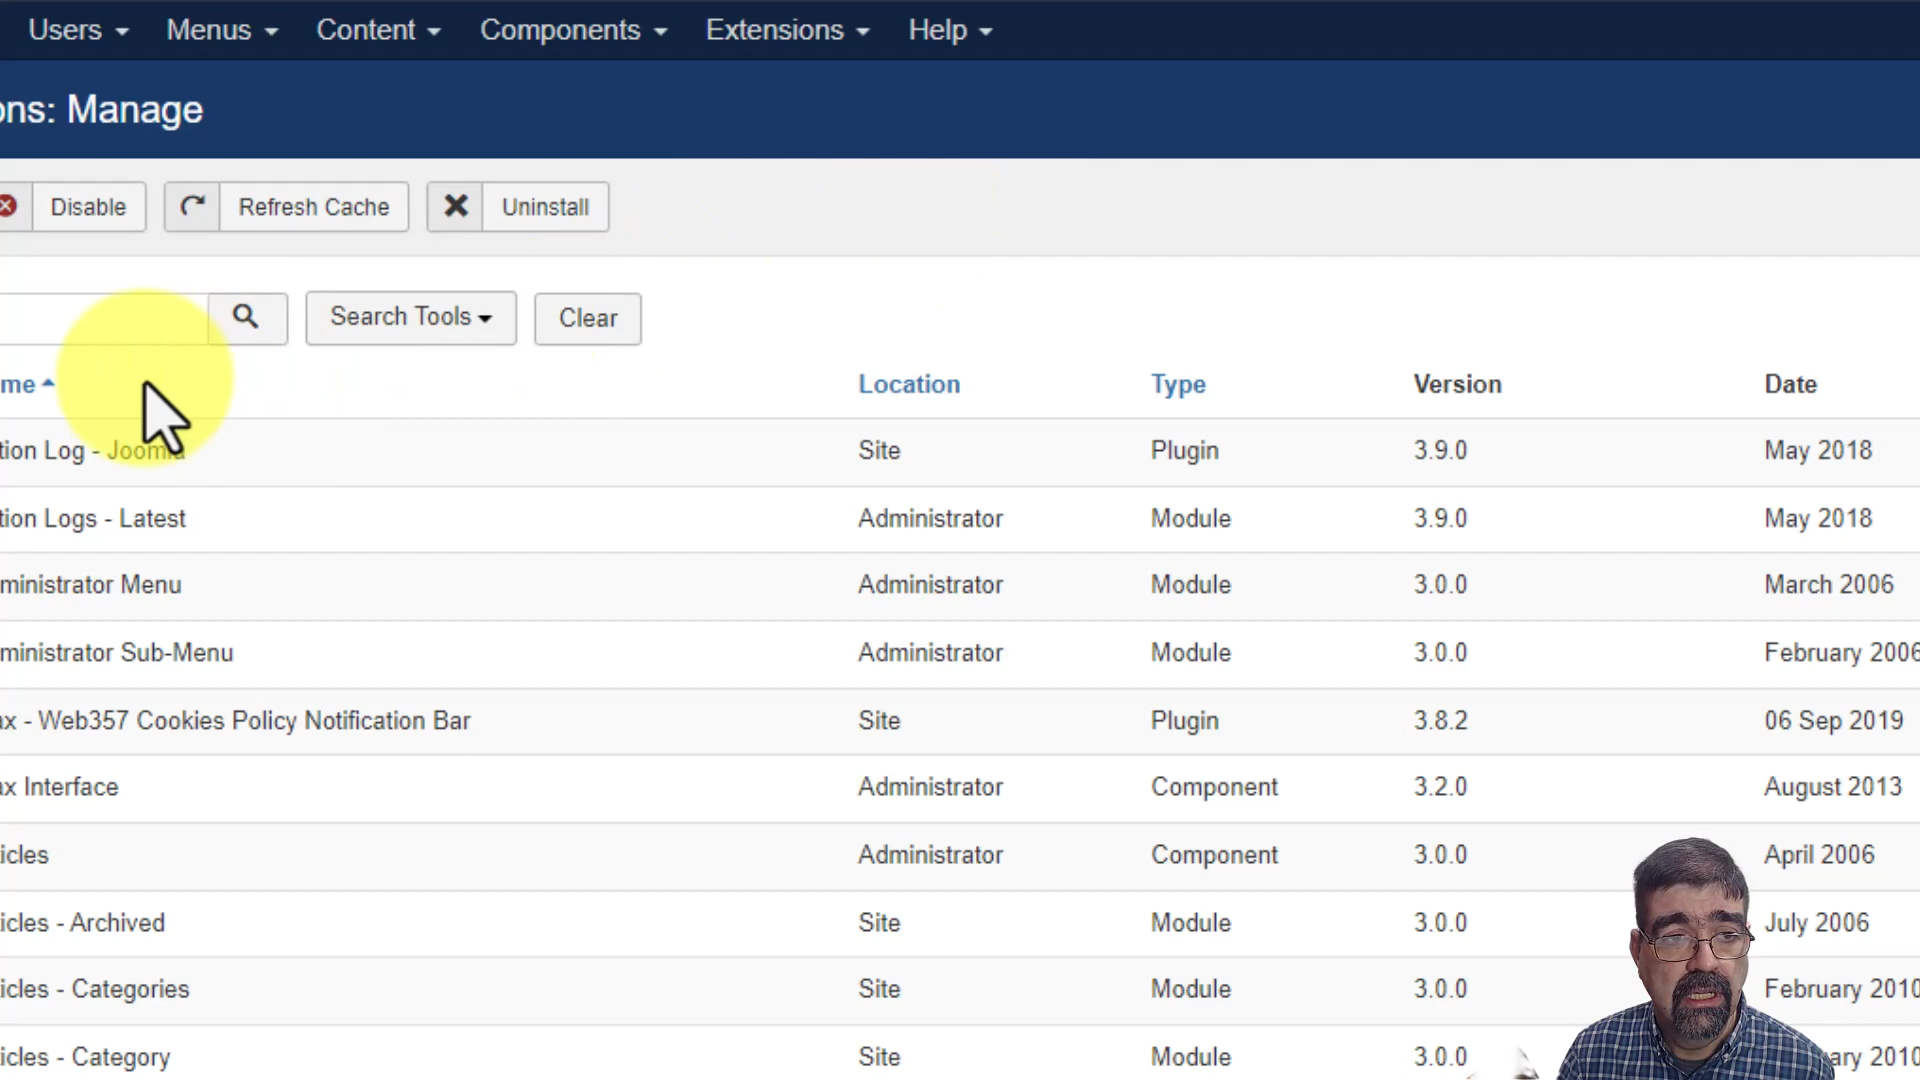 Users Menus Content Components Extensions Help
ons: Manage
Disable Refresh Cache Uninstall
Search Tools Clear
me Location Type Version Date
tion Log - Joomla Site Plugin 3.9.0 May 2018
tion Logs - Latest Administrator Module 3.9.0 May 2018
ministrator Menu Administrator Module 3.0.0 March 2006
ministrator Sub-Menu Administrator Module 3.0.0 February 2006
ax - Web357 Cookies Policy Notification Bar Site Plugin 3.8.2 06 Sep 2019
ax Interface Administrator Component 3.2.0 August 2013
icles Administrator Component 3.0.0 April 2006
icles - Archived Site Module 3.0.0 July 2006
icles - Categories Site Module 3.0.0 February 2010
icles - Category Site Module 3.0.0 ary 2010